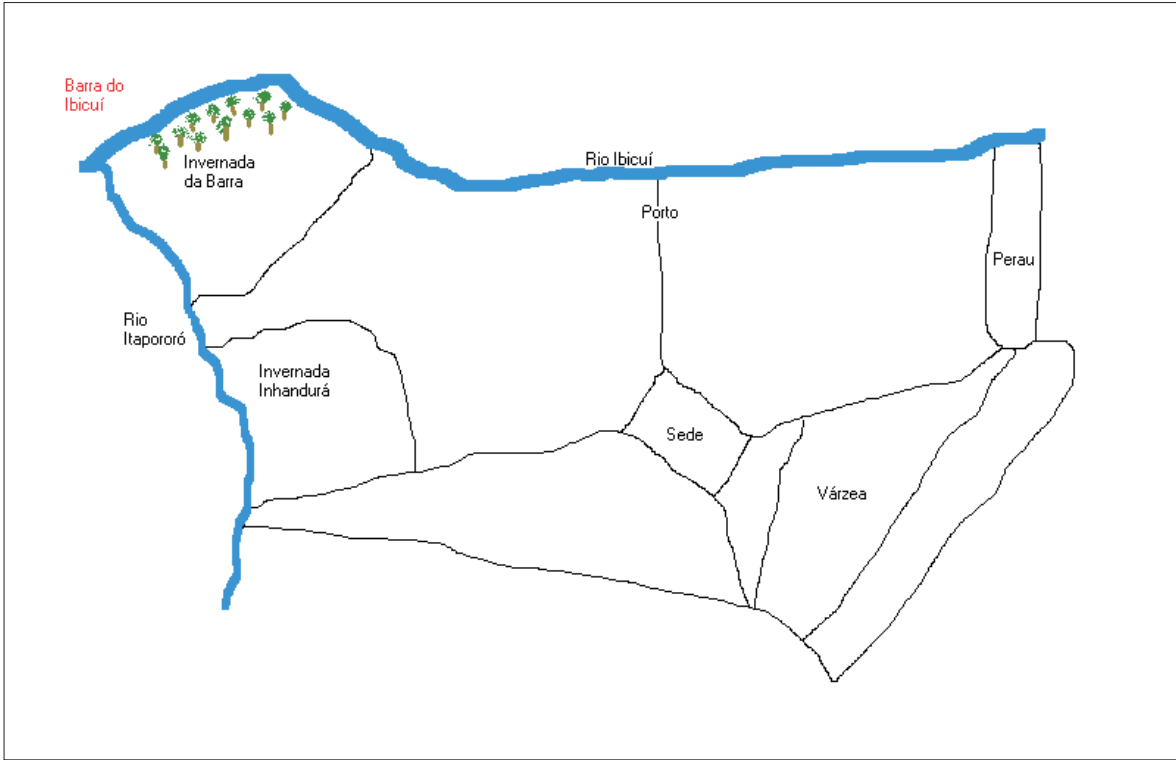 Barra do
Ibicuí
Invernada
da Barra
Rio Ibicuí
Porto
Perau
Rio
Itapororó
Invernada
Inhandurá
Sede
Várzea